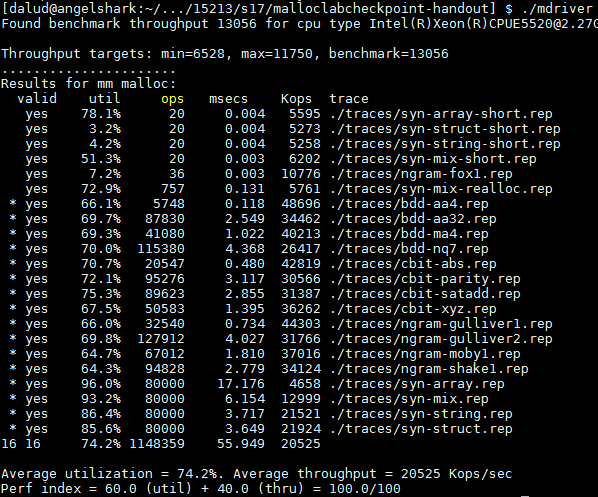 [dalud@angelshark:~/.../15213/s17/malloclabcheckpoint-handout] $ ./mdriver
Found benchmark throughput 13056 for cpu type Intel(R)Xeon(R)CPUE5520@2.27G

Throughput targets: min=6528, max=11750, benchmark=13056
......................
Results for mm malloc:
  valid    util     ops    msecs   Kops  trace
   yes    78.1%      20    0.004   5595 ./traces/syn-array-short.rep
   yes     3.2%      20    0.004   5273 ./traces/syn-struct-short.rep
   yes     4.2%      20    0.004   5258 ./traces/syn-string-short.rep
   yes    51.3%      20    0.003   6202 ./traces/syn-mix-short.rep
   yes     7.2%      36    0.003  10776 ./traces/ngram-fox1.rep
   yes    72.9%     757    0.131   5761 ./traces/syn-mix-realloc.rep
 * yes    66.1%    5748    0.118  48696 ./traces/bdd-aa4.rep
 * yes    69.7%   87830    2.549  34462 ./traces/bdd-aa32.rep
 * yes    69.3%   41080    1.022  40213 ./traces/bdd-ma4.rep
 * yes    70.0%  115380    4.368  26417 ./traces/bdd-nq7.rep
 * yes    70.7%   20547    0.480  42819 ./traces/cbit-abs.rep
 * yes    72.1%   95276    3.117  30566 ./traces/cbit-parity.rep
 * yes    75.3%   89623    2.855  31387 ./traces/cbit-satadd.rep
 * yes    67.5%   50583    1.395  36262 ./traces/cbit-xyz.rep
 * yes    66.0%   32540    0.734  44303 ./traces/ngram-gulliver1.rep
 * yes    69.8%  127912    4.027  31766 ./traces/ngram-gulliver2.rep
 * yes    64.7%   67012    1.810  37016 ./traces/ngram-moby1.rep
 * yes    64.3%   94828    2.779  34124 ./traces/ngram-shake1.rep
 * yes    96.0%   80000   17.176   4658 ./traces/syn-array.rep
 * yes    93.2%   80000    6.154  12999 ./traces/syn-mix.rep
 * yes    86.4%   80000    3.717  21521 ./traces/syn-string.rep
 * yes    85.6%   80000    3.649  21924 ./traces/syn-struct.rep
16 16     74.2% 1148359   55.949  20525

Average utilization = 74.2%. Average throughput = 20525 Kops/sec
Perf index = 60.0 (util) + 40.0 (thru) = 100.0/100